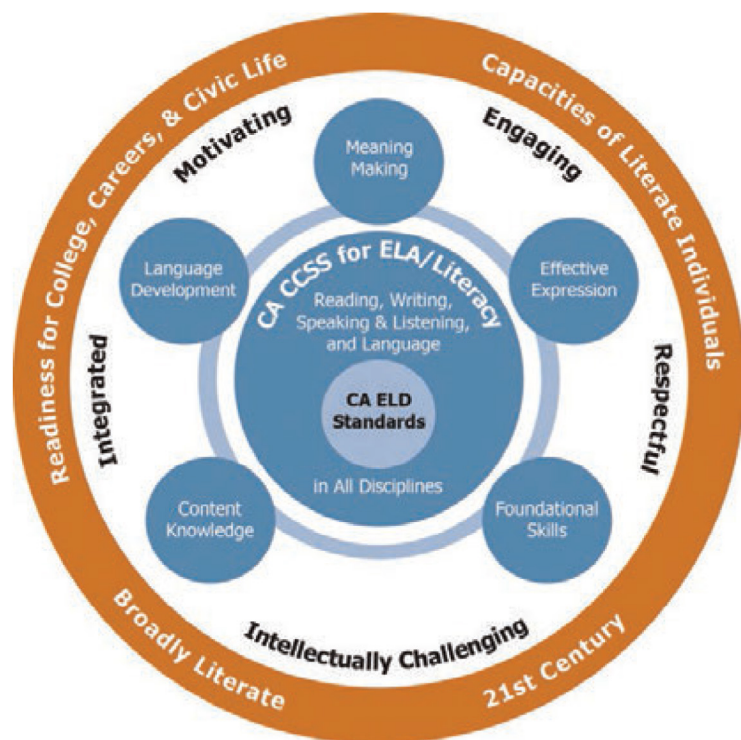 Readiness for College, Careers, & Civic Life
Capacities of Literate Individuals
Motivating
Engaging
Meaning
Making
Language
Development
Effective
Expression
CA CCSS for ELA/Literacy
Reading, Writing,
Speaking & Listening,
and Language
CA ELD
Standards
in All Disciplines
Integrated
Respectful
Content
Knowledge
Foundational
Skills
Intellectually Challenging
Broadly Literate
21st Century